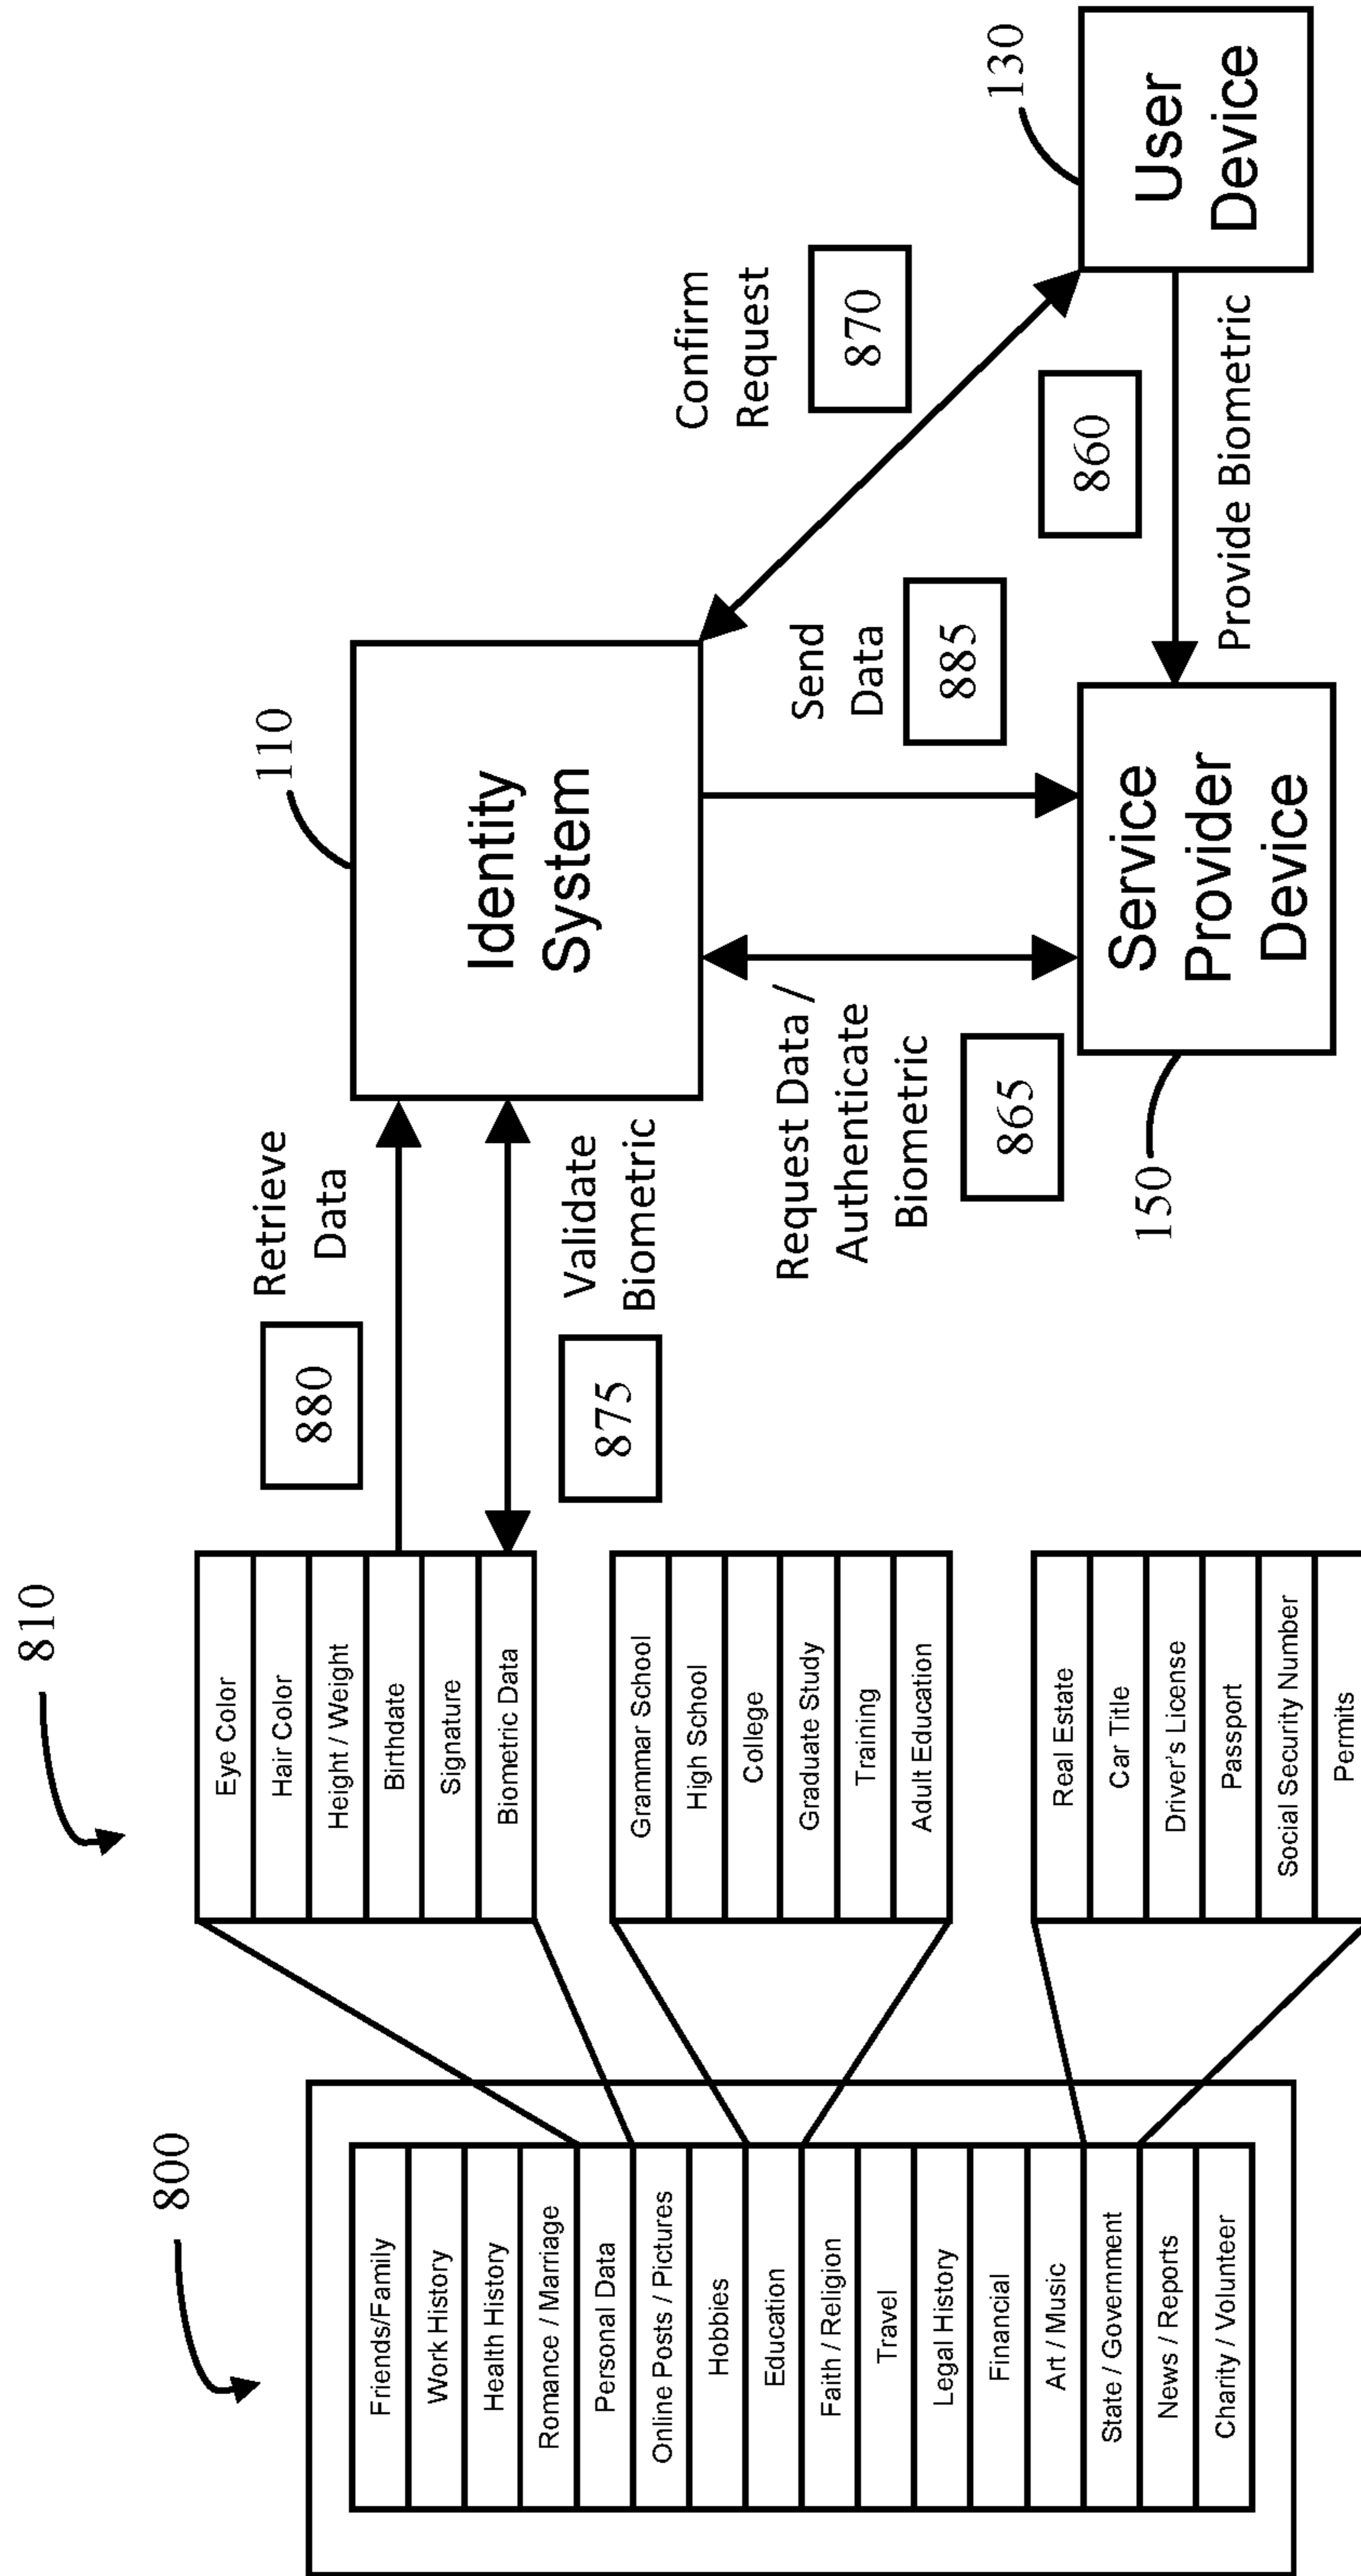 800
Friends/Family
Work History
Health History
Romance / Marriage
Personal Data
Online Posts / Pictures
Hobbies
Education
Faith / Religion
Travel
Legal History
Financial
Art / Music
State / Government
News / Reports
Charity / Volunteer
810
Eye Color
Hair Color
Height / Weight
Birthdate
Signature
Biometric Data
Grammar School
High School
College
Graduate Study
Training
Adult Education
Real Estate
Car Title
Driver's License
Passport
Social Security Number
Permits
880
Retrieve
Data
875
Validate
Biometric
110
Identity
System
Request Data /
Authenticate
Biometric
865
Send
Data
885
Confirm
Request
870
150
Service
Provider
Device
860
Provide Biometric
130
User
Device